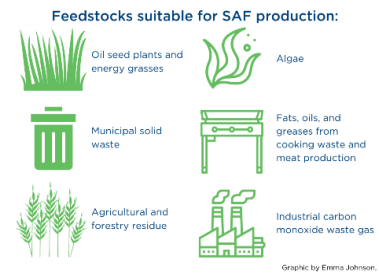 Feedstocks suitable for SAF production:
Oil seed plants and
energy grasses
Algae
Municipal solid
waste
Fats, oils, and
greases from
cooking waste and
meat production
Agricultural and
forestry residue
Industrial carbon
monoxide waste gas
Graphic by Emma Johnson,